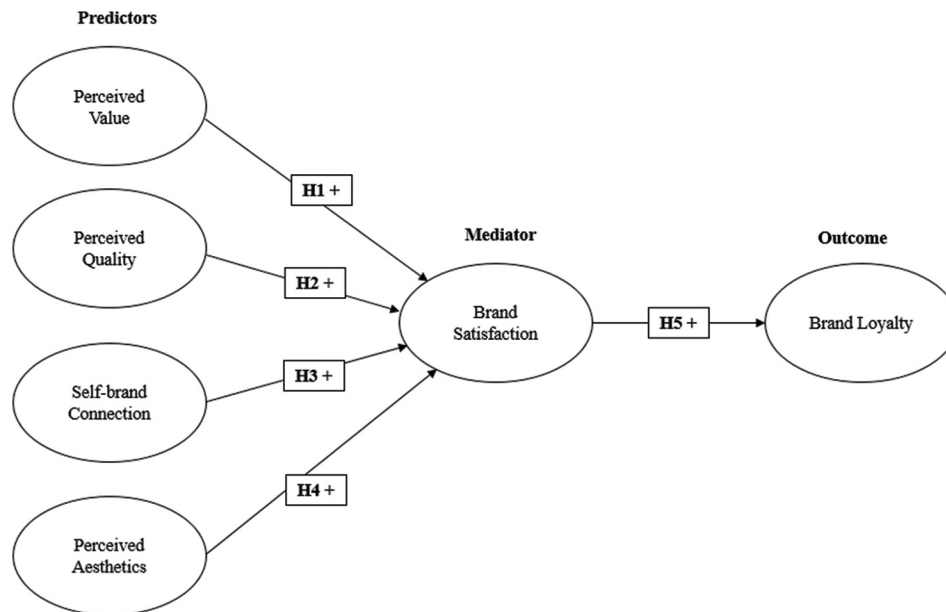 Predictors
Perceived
Value
H1 +
Perceived
Quality
H2 +
Self-brand
Connection
H3 +
Perceived
Aesthetics
H4 +
Mediator
Brand
Satisfaction
H5 +
Outcome
Brand Loyalty